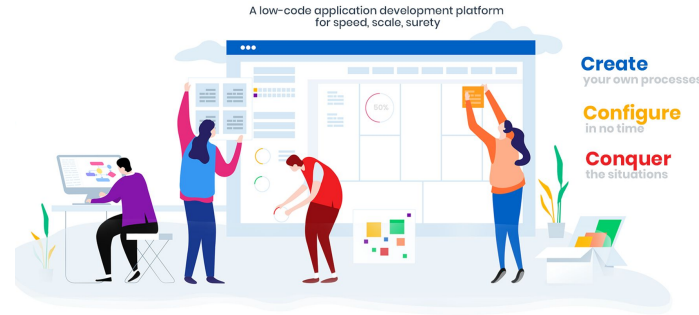 A low-code application development platform
for speed, scale, surety
50%
Create
your own processes
Configure
in no time
Conquer
the situations